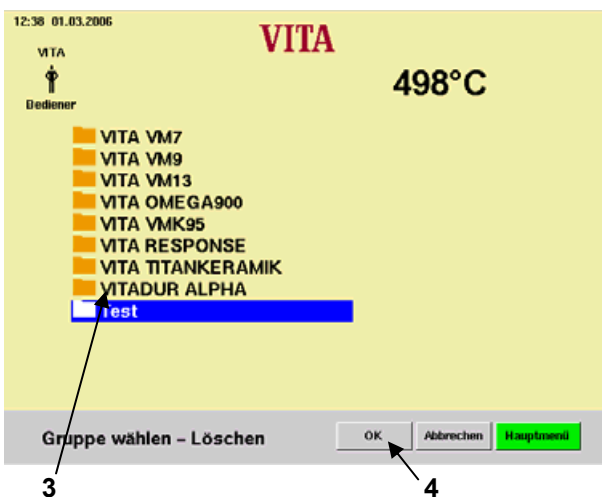 12:38 01.03.2006
VITA
VITA
498°C
Bediener
VITA VM7
VITA VM9
VITA VM13
VITA OMEGA900
VITA VMK95
VITA RESPONSE
VITA TITANKERAMIK
VITADUR ALPHA
Test
Gruppe wählen – Löschen
OK
Abbrechen
Hauptmenü
3
4